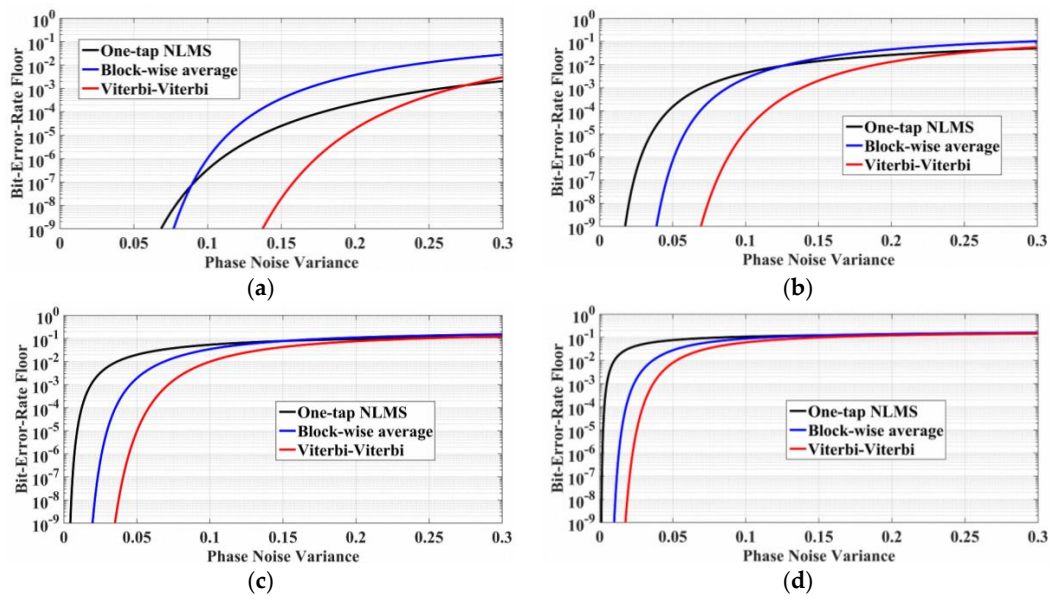 10^0
10^-1
10^-2
10^-3
10^-4
10^-5
10^-6
10^-7
10^-8
10^-9
Bit-Error-Rate Floor
One-tap NLMS
Block-wise average
Viterbi-Viterbi
0 0.05 0.1 0.15 0.2 0.25 0.3
Phase Noise Variance
(a)
10^0
10^-1
10^-2
10^-3
10^-4
10^-5
10^-6
10^-7
10^-8
10^-9
Bit-Error-Rate Floor
One-tap NLMS
Block-wise average
Viterbi-Viterbi
0 0.05 0.1 0.15 0.2 0.25 0.3
Phase Noise Variance
(b)
10^0
10^-1
10^-2
10^-3
10^-4
10^-5
10^-6
10^-7
10^-8
10^-9
Bit-Error-Rate Floor
One-tap NLMS
Block-wise average
Viterbi-Viterbi
0 0.05 0.1 0.15 0.2 0.25 0.3
Phase Noise Variance
(c)
10^0
10^-1
10^-2
10^-3
10^-4
10^-5
10^-6
10^-7
10^-8
10^-9
Bit-Error-Rate Floor
One-tap NLMS
Block-wise average
Viterbi-Viterbi
0 0.05 0.1 0.15 0.2 0.25 0.3
Phase Noise Variance
(d)